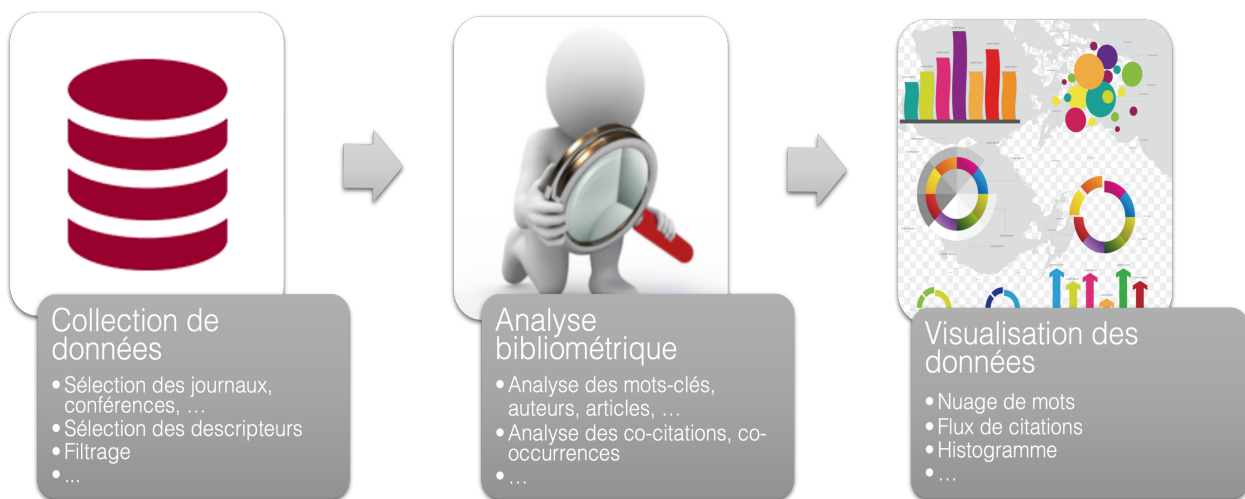 Collection de
données
• Sélection des journaux,
conférences, …
• Sélection des descripteurs
• Filtrage
• ...
Analyse
bibliométrique
• Analyse des mots-clés,
auteurs, articles, …
• Analyse des co-citations, co-
occurrences
• …
Visualisation des
données
• Nuage de mots
• Flux de citations
• Histogramme
• …